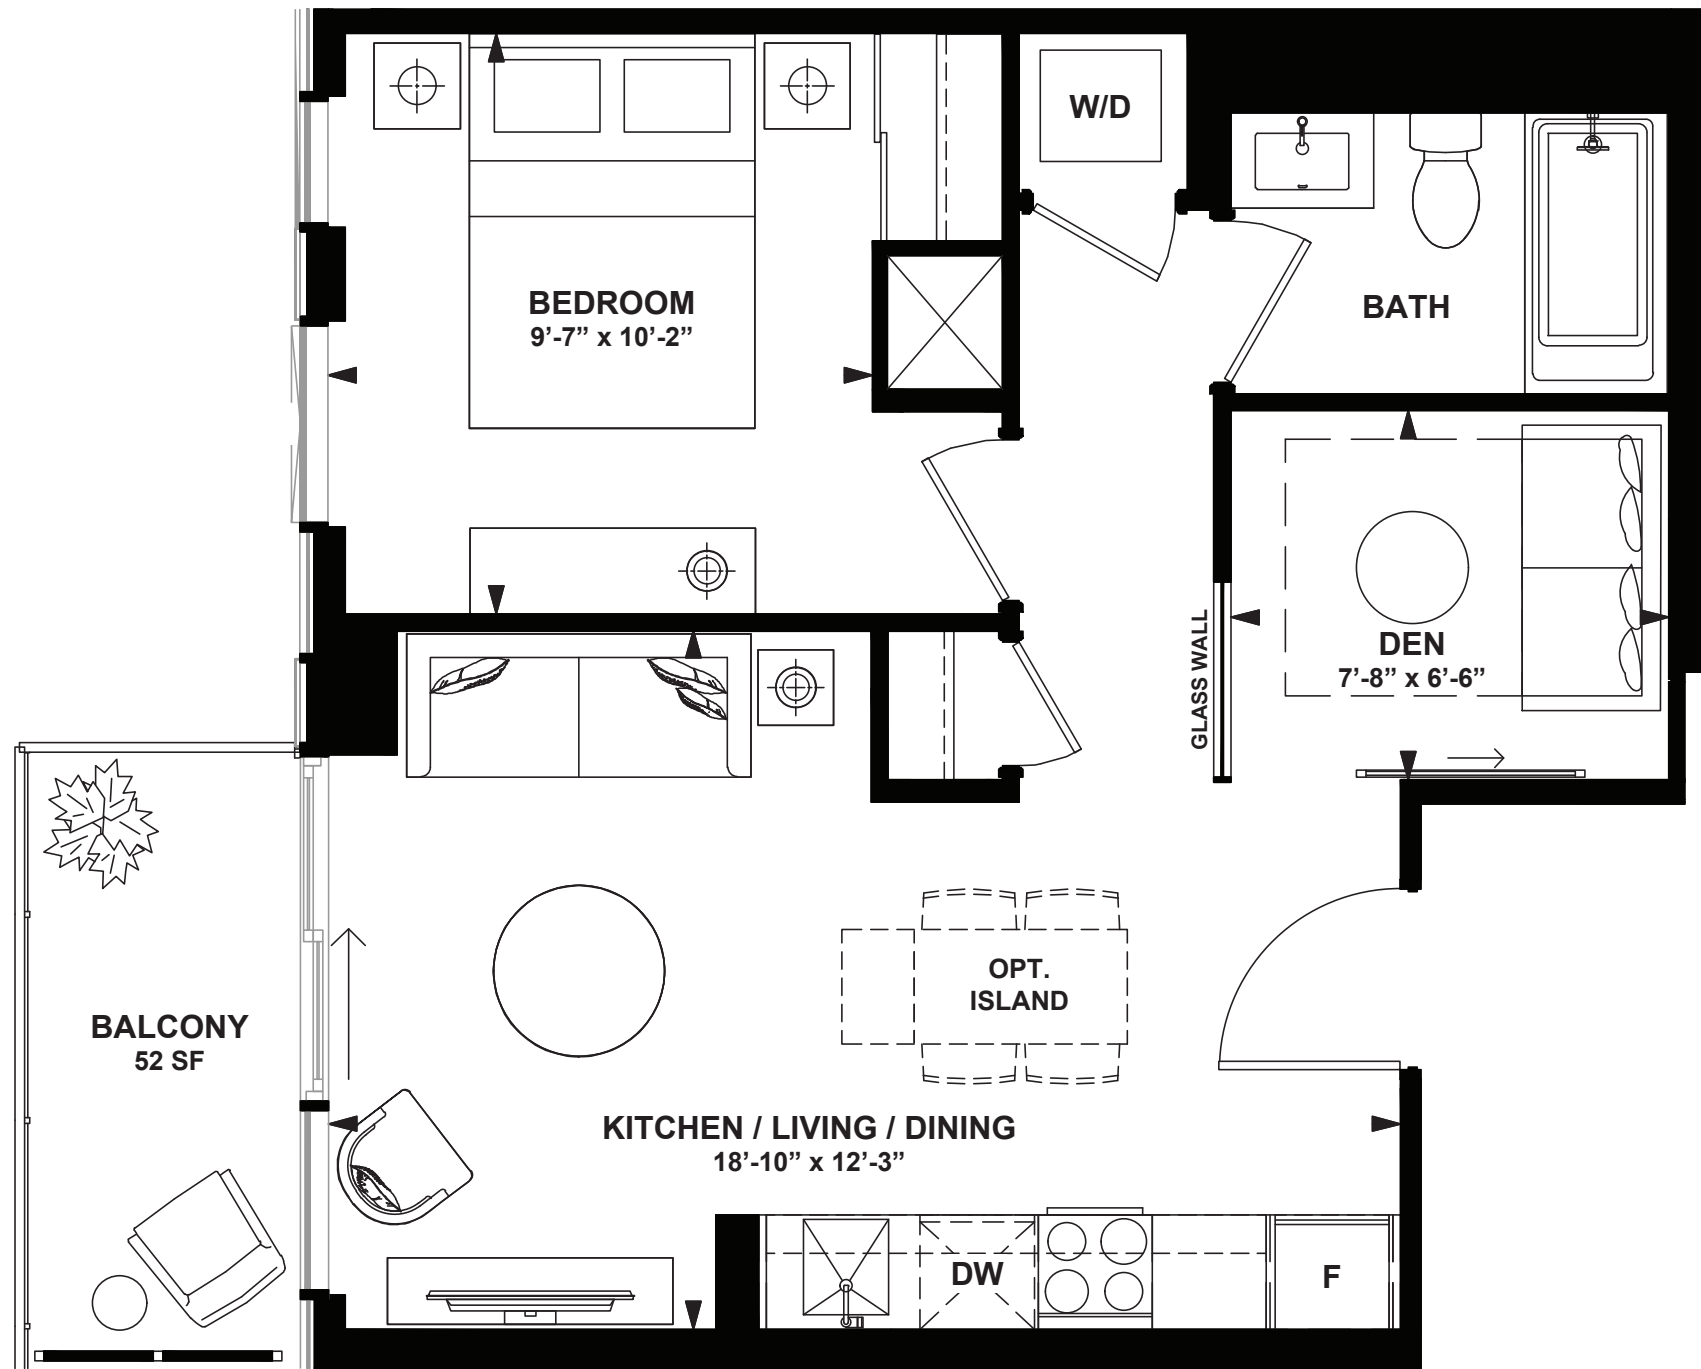 W/D
BEDROOM
9’-7” x 10’-2”
BATH
GLASS WALL
DEN
7’-8” x 6’-6”
OPT.
ISLAND
BALCONY
52 SF
KITCHEN / LIVING / DINING
18’-10” x 12’-3”
DW
F